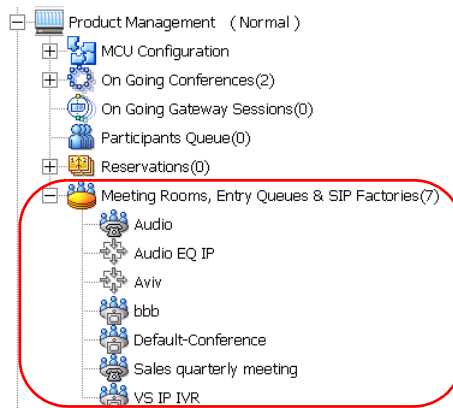 Product Management (Normal)
MCU Configuration
On Going Conferences(2)
On Going Gateway Sessions(0)
Participants Queue(0)
Reservations(0)
Meeting Rooms, Entry Queues & SIP Factories(7)
Audio
Audio EQ IP
Aviv
bbb
Default-Conference
Sales quarterly meeting
VS IP IVR